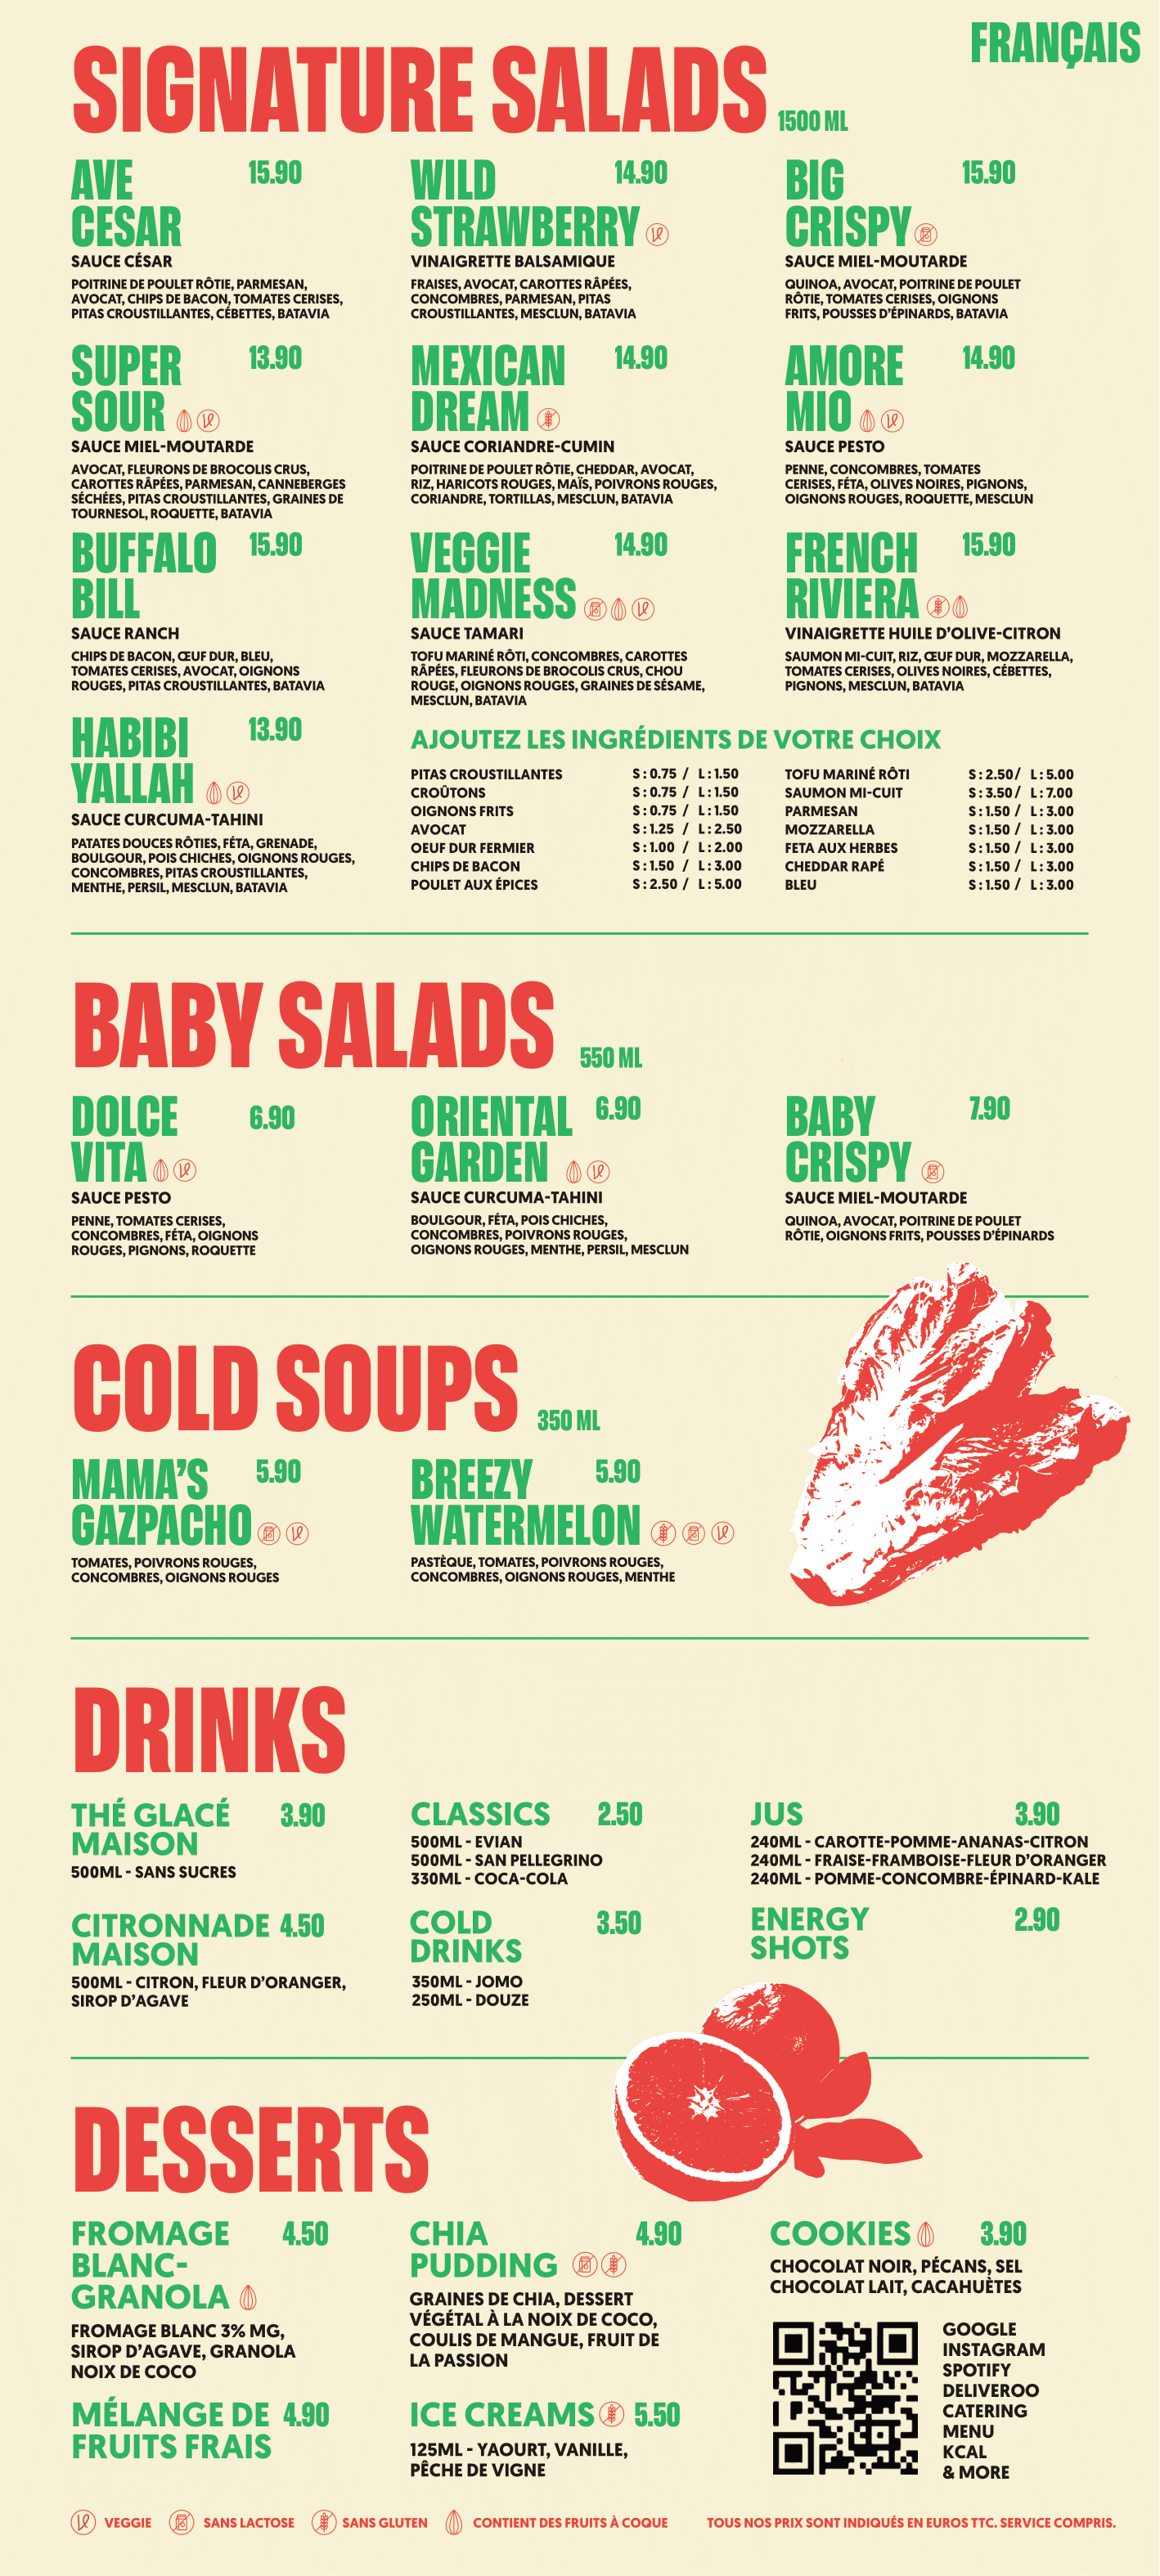 FRANÇAIS
SIGNATURE SALADS 1500 ML
AVE 15.90
CESAR
SAUCE CÉSAR
POITRINE DE POULET RÔTIE, PARMESAN,
AVOCAT, CHIPS DE BACON, TOMATES CERISES,
PITAS CROUSTILLANTES, CÉBETTES, BATAVIA
WILD 14.90
STRAWBERRY
VINAIGRETTE BALSAMIQUE
FRAISES, AVOCAT, CAROTTES RÂPÉES,
CONCOMBRES, PARMESAN, PITAS
CROUSTILLANTES, MESCLUN, BATAVIA
BIG 15.90
CRISPY
SAUCE MIEL-MOUTARDE
QUINOA, AVOCAT, POITRINE DE POULET
RÔTIE, TOMATES CERISES, OIGNONS
FRITS, POUSSES D'ÉPINARDS, BATAVIA
SUPER 13.90
SOUR
SAUCE MIEL-MOUTARDE
AVOCAT, FLEURONS DE BROCOLIS CRUS,
CAROTTES RÂPÉES, PARMESAN, CANNEBERGES
SÉCHÉES, PITAS CROUSTILLANTES, GRAINES DE
TOURNESOL, ROQUETTE, BATAVIA
MEXICAN 14.90
DREAM
SAUCE CORIANDRE-CUMIN
POITRINE DE POULET RÔTIE, CHEDDAR, AVOCAT,
RIZ, HARICOTS ROUGES, MAÏS, POIVRONS ROUGES,
CORIANDRE, TORTILLAS, MESCLUN, BATAVIA
AMORE 14.90
MIO
SAUCE PESTO
PENNE, CONCOMBRES, TOMATES
CERISES, FÉTA, OLIVES NOIRES, PIGNONS,
OIGNONS ROUGES, ROQUETTE, MESCLUN
BUFFALO 15.90
BILL
SAUCE RANCH
CHIPS DE BACON, ŒUF DUR, BLEU,
TOMATES CERISES, AVOCAT, OIGNONS
ROUGES, PITAS CROUSTILLANTES, BATAVIA
VEGGIE 14.90
MADNESS
SAUCE TAMARI
TOFU MARINÉ RÔTI, CONCOMBRES, CAROTTES
RÂPÉES, FLEURONS DE BROCOLIS CRUS, CHOU
ROUGE, OIGNONS ROUGES, GRAINES DE SÉSAME,
MESCLUN, BATAVIA
FRENCH 15.90
RIVIERA
VINAIGRETTE HUILE D'OLIVE-CITRON
SAUMON MI-CUIT, RIZ, ŒUF DUR, MOZZARELLA,
TOMATES CERISES, OLIVES NOIRES, CÉBETTES,
PIGNONS, MESCLUN, BATAVIA
HABIBI 13.90
YALLAH
SAUCE CURCUMA-TAHINI
PATATES DOUCES RÔTIES, FÉTA, GRENADE,
BOULGOUR, POIS CHICHES, OIGNONS ROUGES,
CONCOMBRES, PITAS CROUSTILLANTES,
MENTHE, PERSIL, MESCLUN, BATAVIA
AJOUTEZ LES INGRÉDIENTS DE VOTRE CHOIX
PITAS CROUSTILLANTES S : 0.75 / L : 1.50
CROÛTONS S : 0.75 / L : 1.50
OIGNONS FRITS S : 0.75 / L : 1.50
AVOCAT S : 1.25 / L : 2.50
OEUF DUR FERMIER S : 1.00 / L : 2.00
CHIPS DE BACON S : 1.50 / L : 3.00
POULET AUX ÉPICES S : 2.50 / L : 5.00
TOFU MARINÉ RÔTI S : 2.50 / L : 5.00
SAUMON MI-CUIT S : 3.50 / L : 7.00
PARMESAN S : 1.50 / L : 3.00
MOZZARELLA S : 1.50 / L : 3.00
FETA AUX HERBES S : 1.50 / L : 3.00
CHEDDAR RAPÉ S : 1.50 / L : 3.00
BLEU S : 1.50 / L : 3.00
BABY SALADS 550 ML
DOLCE 6.90
VITA
SAUCE PESTO
PENNE, TOMATES CERISES,
CONCOMBRES, FÉTA, OIGNONS
ROUGES, PIGNONS, ROQUETTE
ORIENTAL 6.90
GARDEN
SAUCE CURCUMA-TAHINI
BOULGOUR, FÉTA, POIS CHICHES,
CONCOMBRES, POIVRONS ROUGES,
OIGNONS ROUGES, MENTHE, PERSIL, MESCLUN
BABY 7.90
CRISPY
SAUCE MIEL-MOUTARDE
QUINOA, AVOCAT, POITRINE DE POULET
RÔTIE, OIGNONS FRITS, POUSSES D'ÉPINARDS
COLD SOUPS 350 ML
MAMA'S 5.90
GAZPACHO
TOMATES, POIVRONS ROUGES,
CONCOMBRES, OIGNONS ROUGES
BREEZY 5.90
WATERMELON
PASTÈQUE, TOMATES, POIVRONS ROUGES,
CONCOMBRES, OIGNONS ROUGES, MENTHE
DRINKS
THÉ GLACÉ 3.90
MAISON
500ML - SANS SUCRES
CLASSICS 2.50
500ML - EVIAN
500ML - SAN PELLEGRINO
330ML - COCA-COLA
JUS 3.90
240ML - CAROTTE-POMME-ANANAS-CITRON
240ML - FRAISE-FRAMBOISE-FLEUR D'ORANGER
240ML - POMME-CONCOMBRE-ÉPINARD-KALE
CITRONNADE 4.50
MAISON
500ML - CITRON, FLEUR D'ORANGER,
SIROP D'AGAVE
COLD 3.50
DRINKS
350ML - JOMO
250ML - DOUZE
ENERGY 2.90
SHOTS
DESSERTS
FROMAGE 4.50
BLANC-
GRANOLA
FROMAGE BLANC 3% MG,
SIROP D'AGAVE, GRANOLA
NOIX DE COCO
CHIA 4.90
PUDDING
GRAINES DE CHIA, DESSERT
VÉGÉTAL À LA NOIX DE COCO,
COULIS DE MANGUE, FRUIT DE
LA PASSION
COOKIES 3.90
CHOCOLAT NOIR, PÉCANS, SEL
CHOCOLAT LAIT, CACAHUÈTES
MÉLANGE DE 4.90
FRUITS FRAIS
ICE CREAMS 5.50
125ML - YAOURT, VANILLE,
PÊCHE DE VIGNE
GOOGLE
INSTAGRAM
SPOTIFY
DELIVEROO
CATERING
MENU
KCAL
& MORE
VEGGIE SANS LACTOSE SANS GLUTEN CONTIENT DES FRUITS À COQUE TOUS NOS PRIX SONT INDIQUÉS EN EUROS TTC. SERVICE COMPRIS.